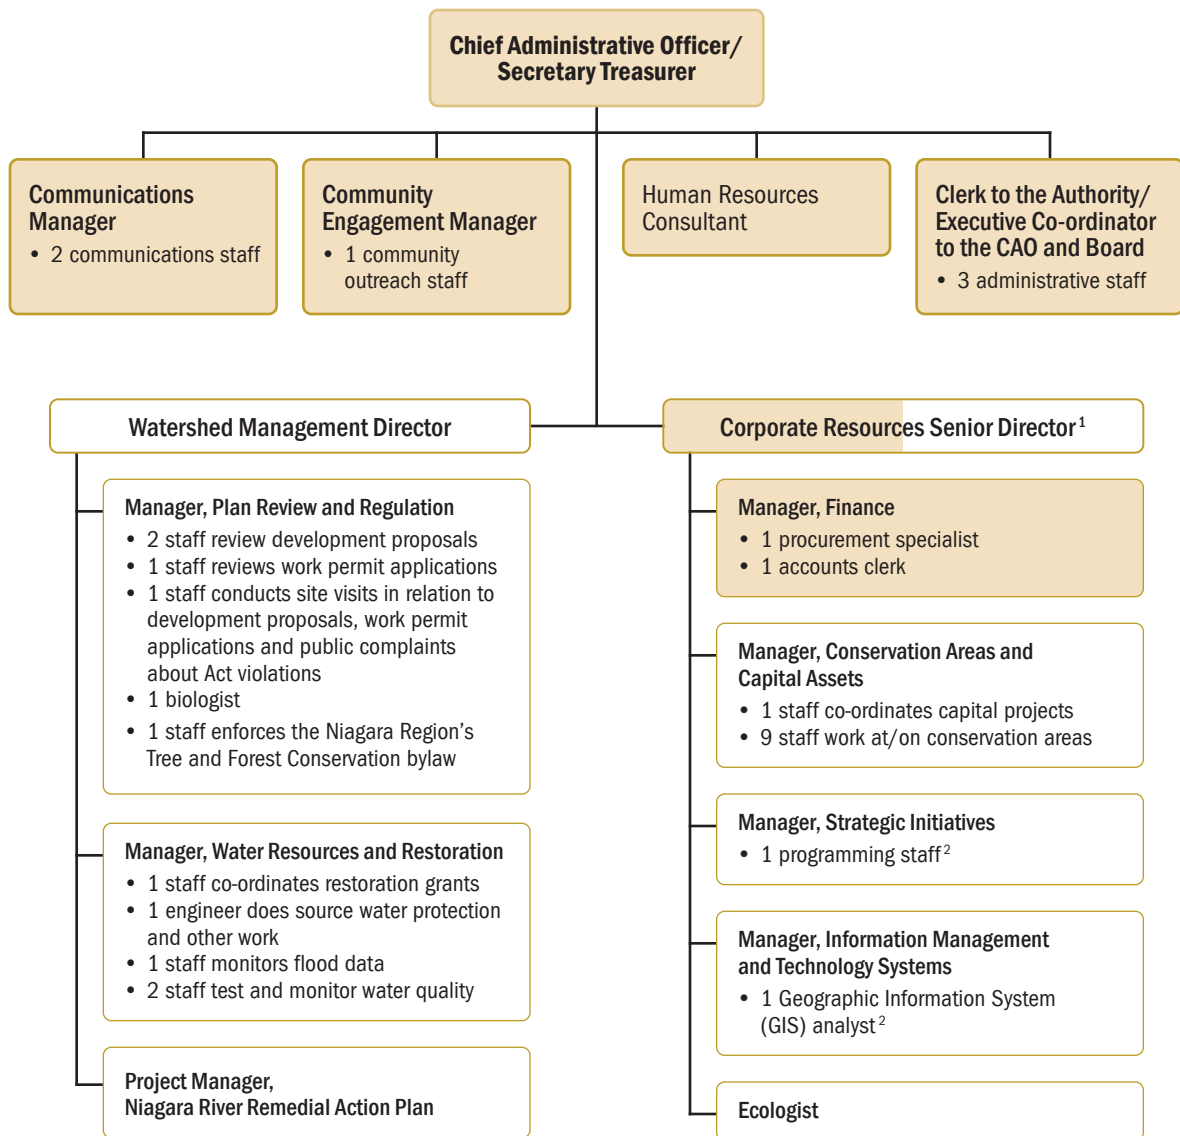 Chief Administrative Officer/
Secretary Treasurer
Communications
Manager
• 2 communications staff
Community
Engagement Manager
• 1 community
outreach staff
Human Resources
Consultant
Clerk to the Authority/
Executive Co-ordinator
to the CAO and Board
• 3 administrative staff
Watershed Management Director
Manager, Plan Review and Regulation
• 2 staff review development proposals
• 1 staff reviews work permit applications
• 1 staff conducts site visits in relation to
development proposals, work permit
applications and public complaints
about Act violations
• 1 biologist
• 1 staff enforces the Niagara Region’s
Tree and Forest Conservation bylaw
Manager, Water Resources and Restoration
• 1 staff co-ordinates restoration grants
• 1 engineer does source water protection
and other work
• 1 staff monitors flood data
• 2 staff test and monitor water quality
Project Manager,
Niagara River Remedial Action Plan
Corporate Resources Senior Director¹
Manager, Finance
• 1 procurement specialist
• 1 accounts clerk
Manager, Conservation Areas and
Capital Assets
• 1 staff co-ordinates capital projects
• 9 staff work at/on conservation areas
Manager, Strategic Initiatives
• 1 programming staff²
Manager, Information Management
and Technology Systems
• 1 Geographic Information System
(GIS) analyst²
Ecologist